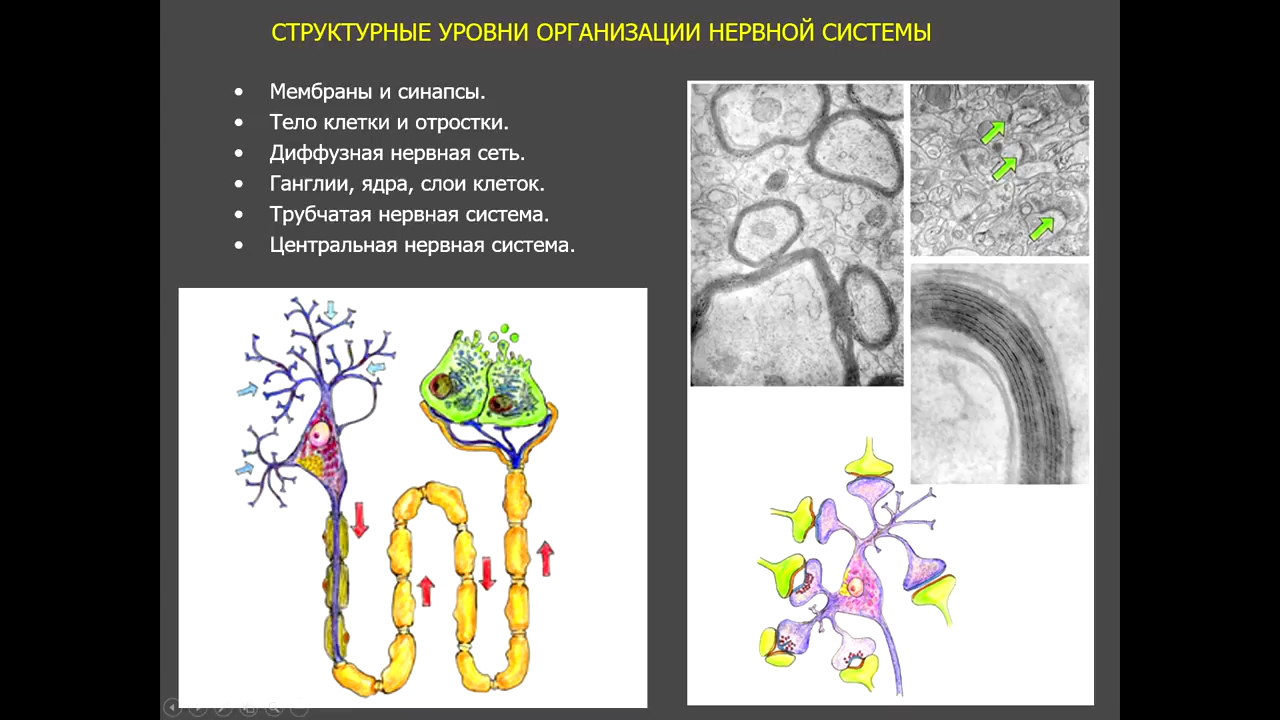 СТРУКТУРНЫЕ УРОВНИ ОРГАНИЗАЦИИ НЕРВНОЙ СИСТЕМЫ
• Мембраны и синапсы.
• Тело клетки и отростки.
• Диффузная нервная сеть.
• Ганглии, ядра, слои клеток.
• Трубчатая нервная система.
• Центральная нервная система.